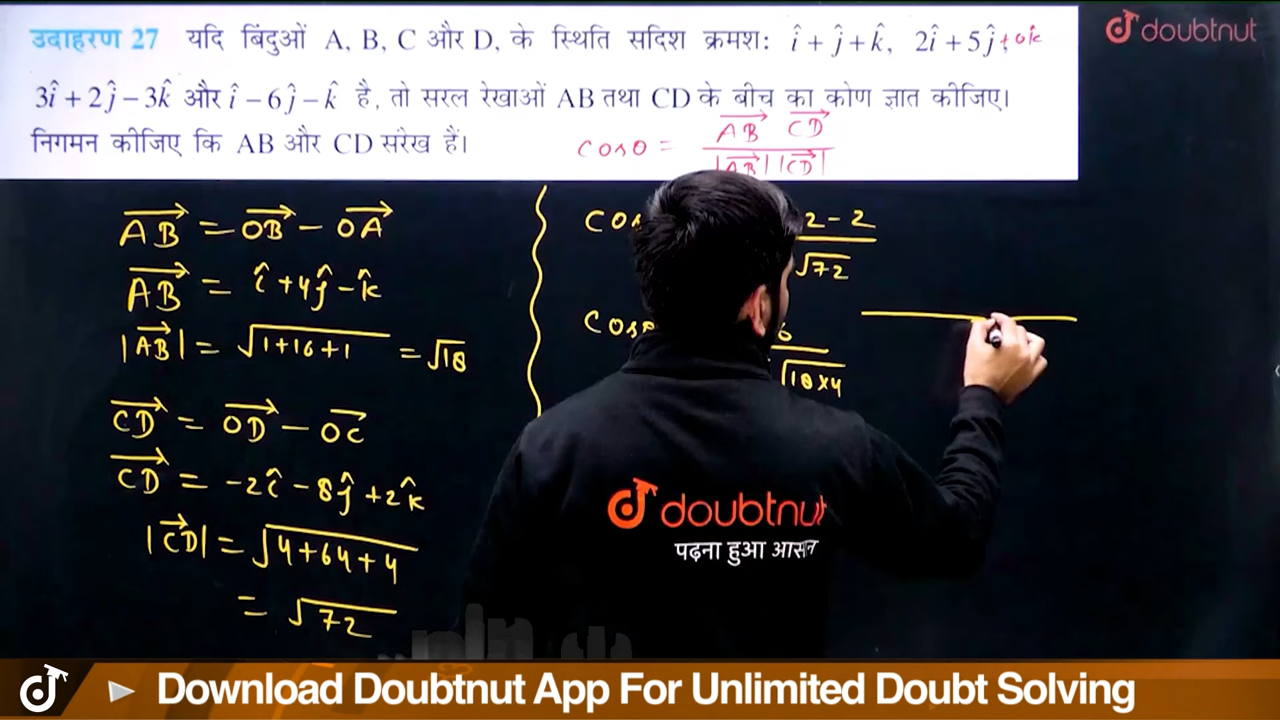 उदाहरण 27 यदि बिंदुओं A, B, C और D, के स्थिति सदिश क्रमश: î + ĵ + k̂, 2î + 5ĵ, + 0k̂
doubtnut
3î + 2ĵ − 3k̂ और î − 6ĵ − k̂ है, तो सरल रेखाओं AB तथा CD के बीच का कोण ज्ञात कीजिए।
निगमन कीजिए कि AB और CD संरेख हैं।
cosθ = AB⃗ CD⃗ / |AB⃗| |CD⃗|
AB⃗ = OB⃗ − OA⃗
AB⃗ = î + 4ĵ − k̂
|AB⃗| = √1+16+1 = √18
CD⃗ = OD⃗ − OC⃗
CD⃗ = −2î − 8ĵ + 2k̂
|CD⃗| = √4+64+4
= √72
2 − 2
√72
√18×4
doubtnut
पढ़ना हुआ आसान
Download Doubtnut App For Unlimited Doubt Solving